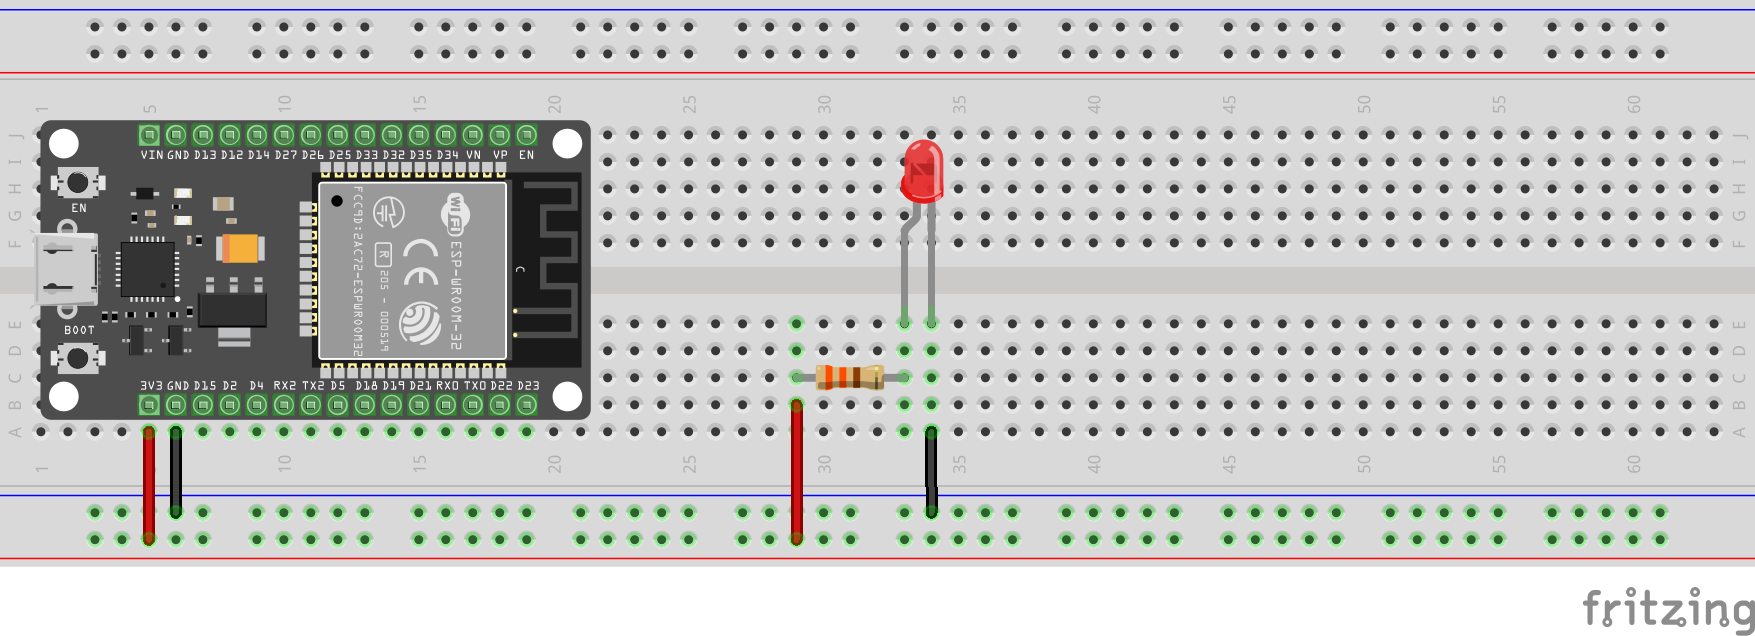 1 5 10 15 20 25 30 35 40 45 50 55 60
J J
I I
H H
G G
F F
VIN GND D13 D12 D14 D27 D26 D25 D33 D32 D35 D34 VN VP EN
EN
WiFi
ESP-WROOM-32
CE
R 205 - 000519
FCC ID:2AC7Z-ESPWROOM32
C
BOOT
3V3 GND D15 D2 D4 RX2 TX2 D5 D18 D19 D21 RX0 TX0 D22 D23
E E
D D
C C
B B
A A
1 10 15 20 25 30 35 40 45 50 55 60
fritzing